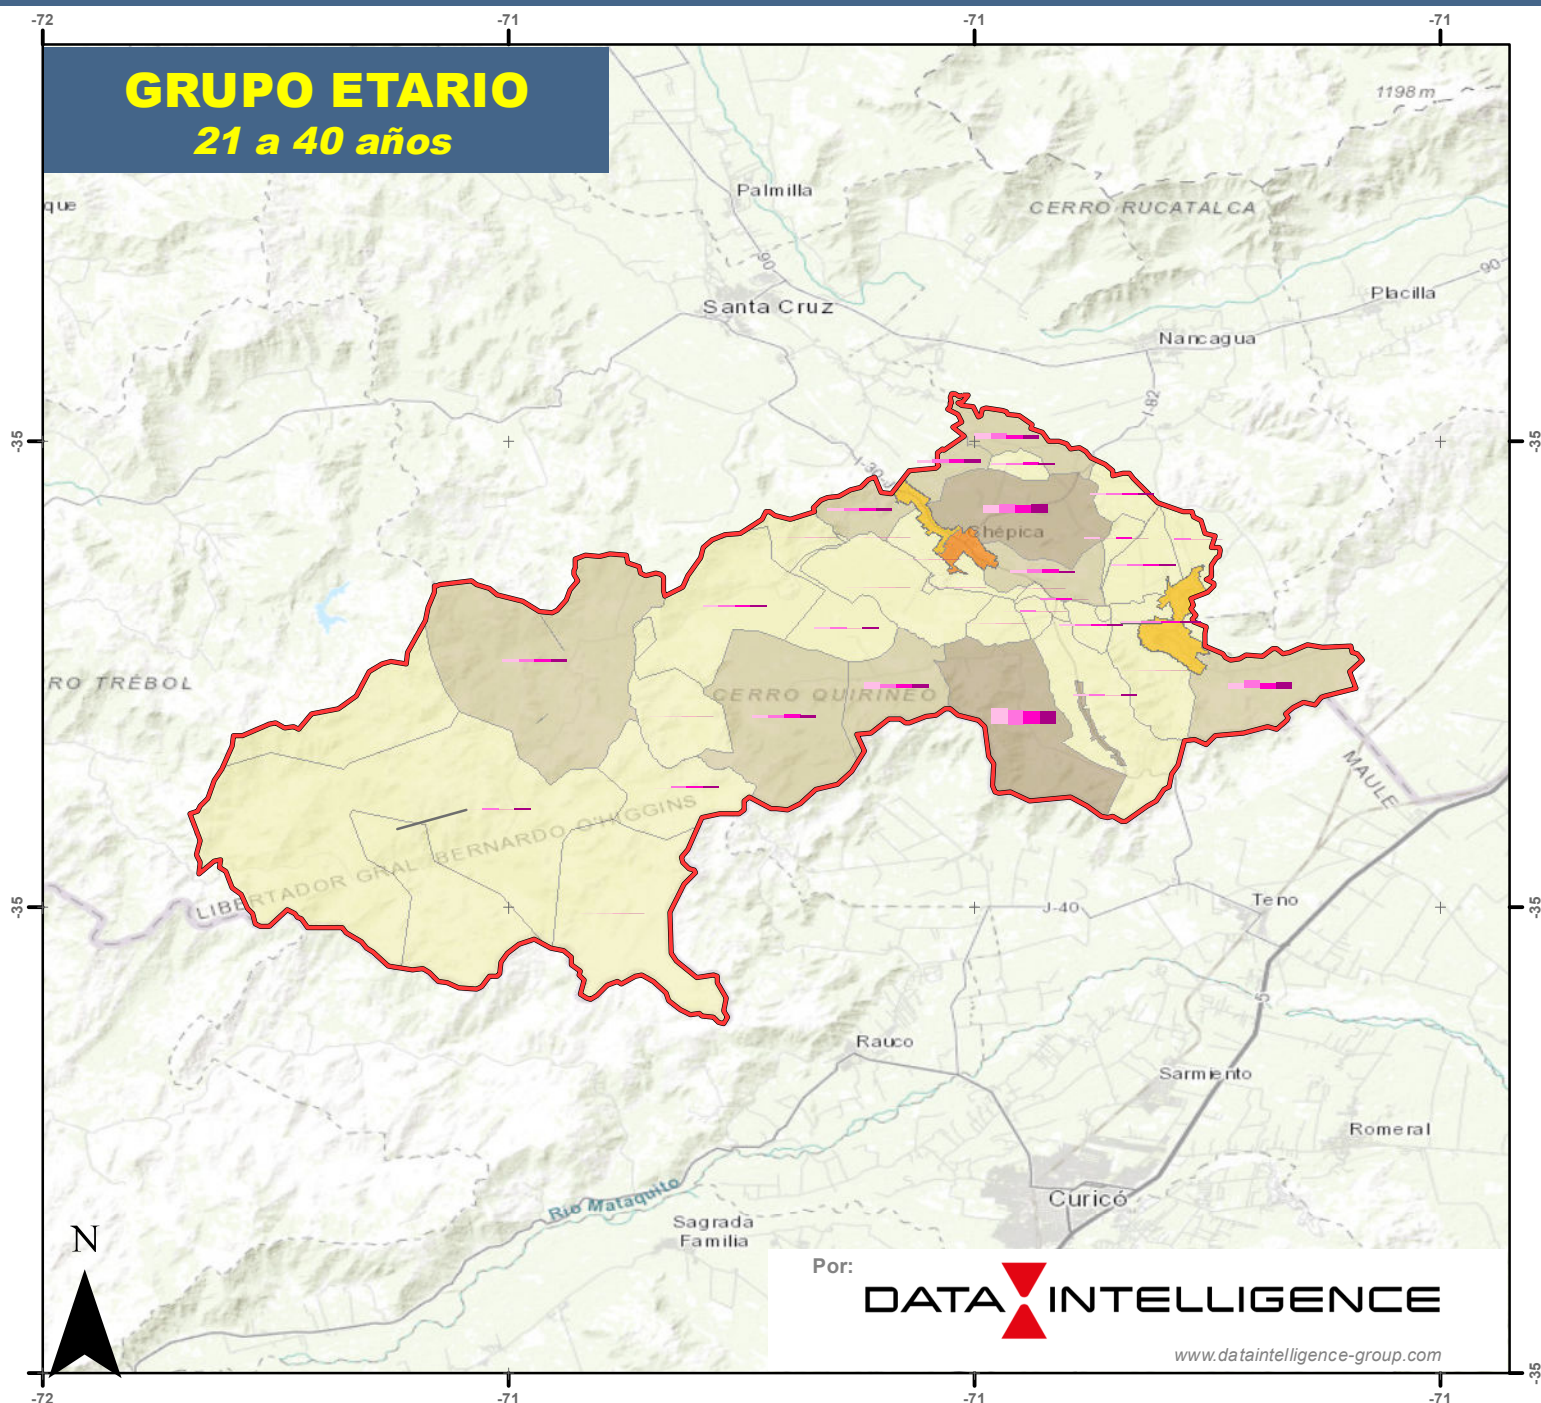 -72
-71
-71
-71
GRUPO ETARIO
21 a 40 años
1198 m
Palmilla
que
CERRO RUCATALCA
90
90
Santa Cruz
Placilla
Nancagua
I-82
-35
-35
I-30-J
Chépica
RO TRÉBOL
CERRO QUIRINEO
MAULE
LIBERTADOR GRAL BERNARDO O'HIGGINS
Teno
-35
J-40
-35
5
Rauco
Sarmiento
Romeral
Río Mataquito
Curicó
Sagrada
Familia
N
Por:
DATA INTELLIGENCE
www.dataintelligence-group.com
-35
-35
-72
-71
-71
-71